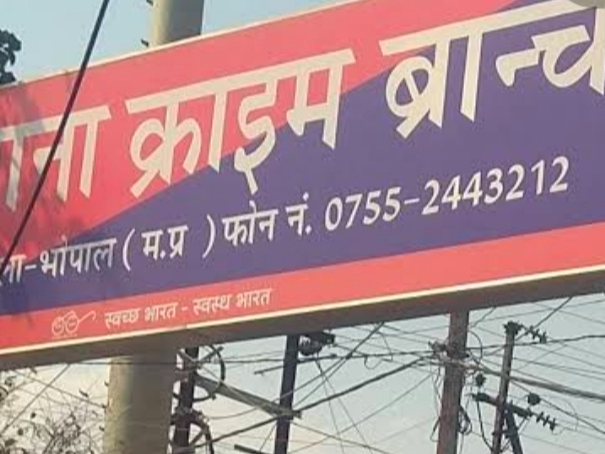 थाना क्राइम ब्रान्च
जिला-भोपाल ( म.प्र ) फोन नं. 0755-2443212
स्वच्छ भारत - स्वस्थ भारत